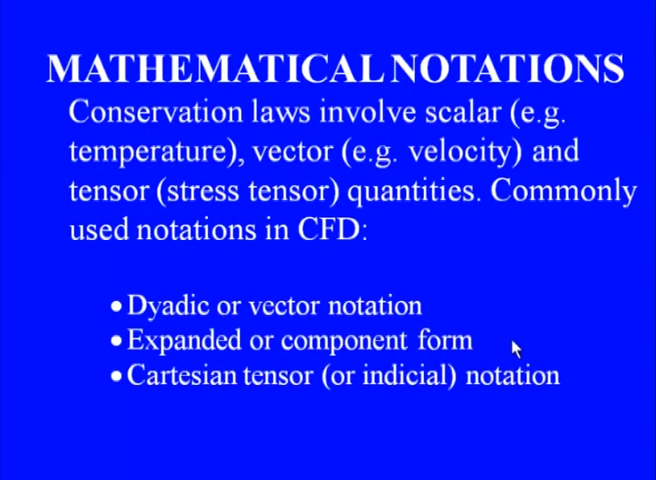 MATHEMATICAL NOTATIONS
Conservation laws involve scalar (e.g.
temperature), vector (e.g. velocity) and
tensor (stress tensor) quantities. Commonly
used notations in CFD:
•Dyadic or vector notation
•Expanded or component form
•Cartesian tensor (or indicial) notation